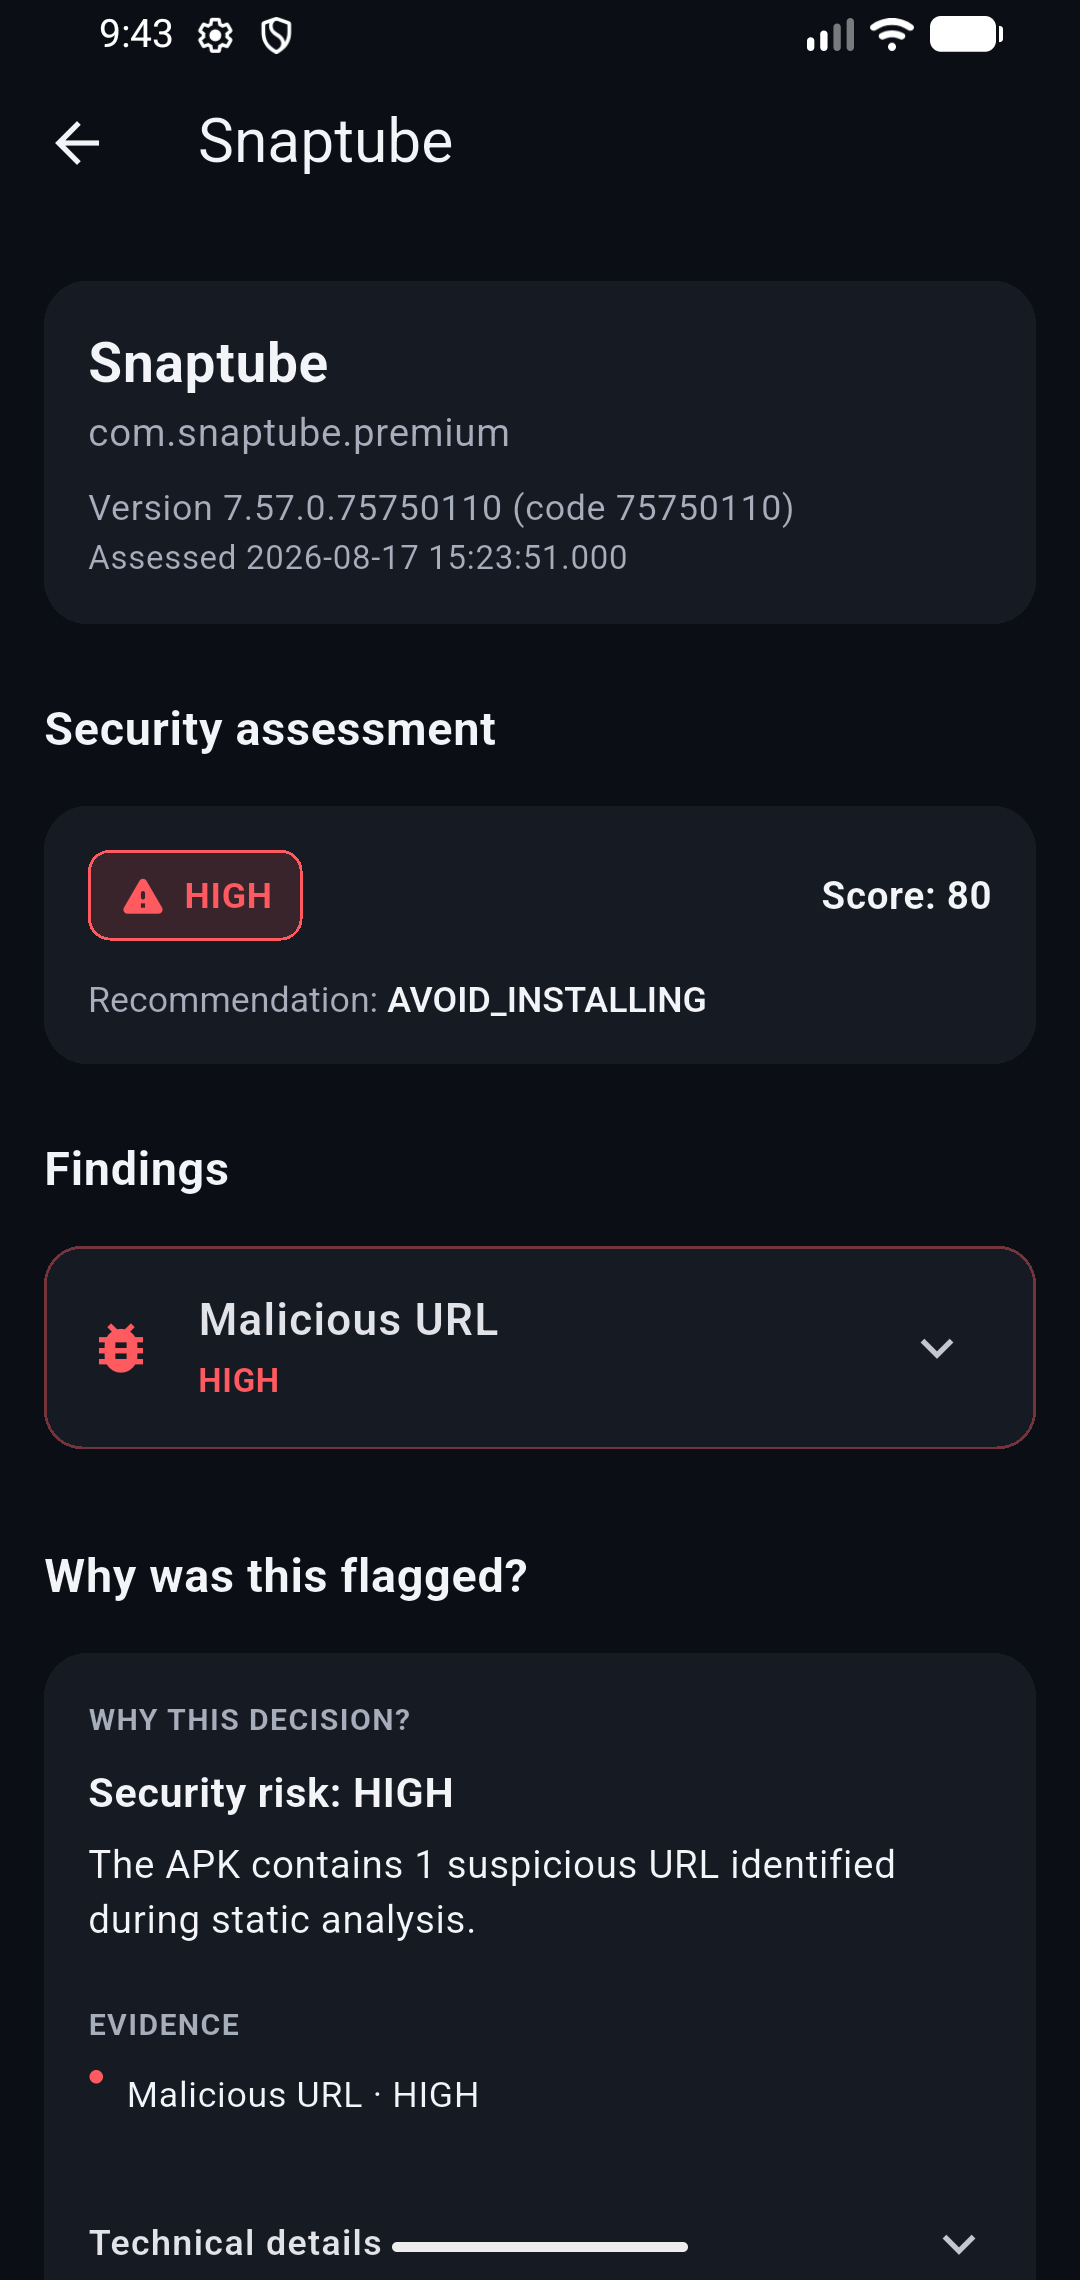 9:43
Snaptube
Snaptube
com.snaptube.premium
Version 7.57.0.75750110 (code 75750110)
Assessed 2026-08-17 15:23:51.000
Security assessment
HIGH
Score: 80
Recommendation: AVOID_INSTALLING
Findings
Malicious URL
HIGH
Why was this flagged?
WHY THIS DECISION?
Security risk: HIGH
The APK contains 1 suspicious URL identified
during static analysis.
EVIDENCE
Malicious URL · HIGH
Technical details